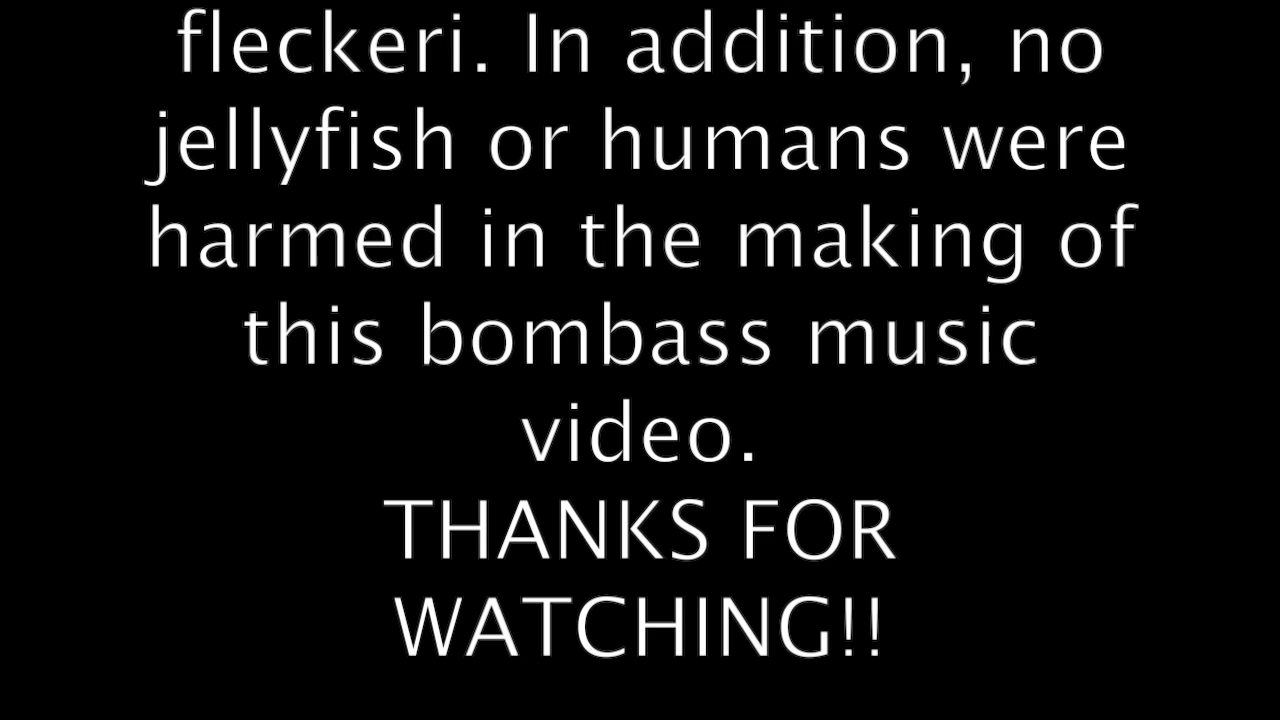 fleckeri. In addition, no
jellyfish or humans were
harmed in the making of
this bombass music
video.
THANKS FOR
WATCHING!!